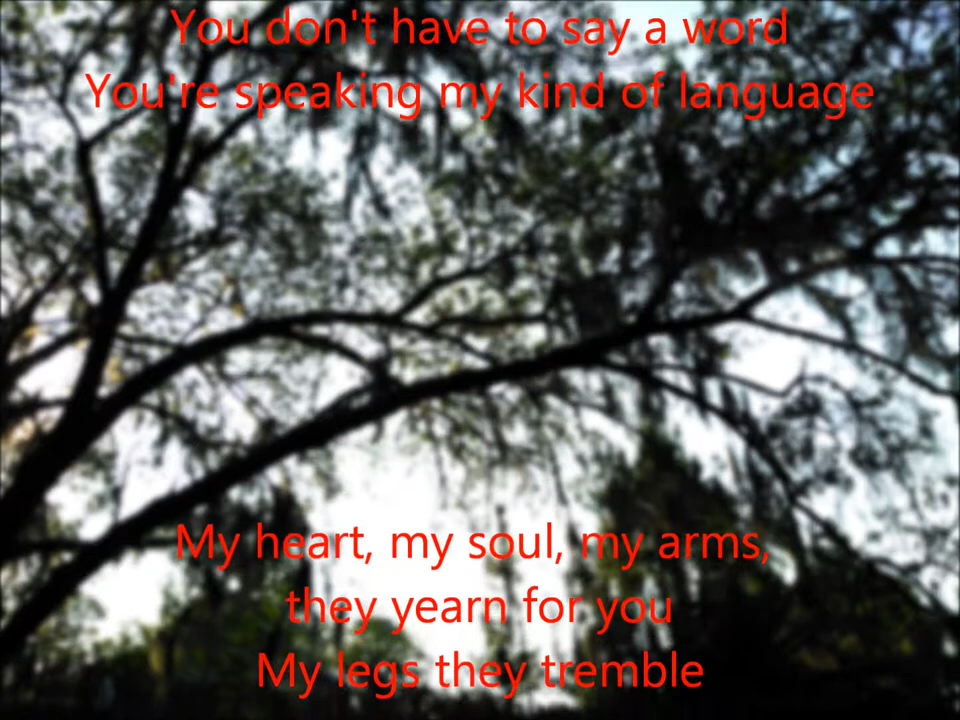 You don't have to say a word
You're speaking my kind of language
My heart, my soul, my arms,
they yearn for you
My legs they tremble